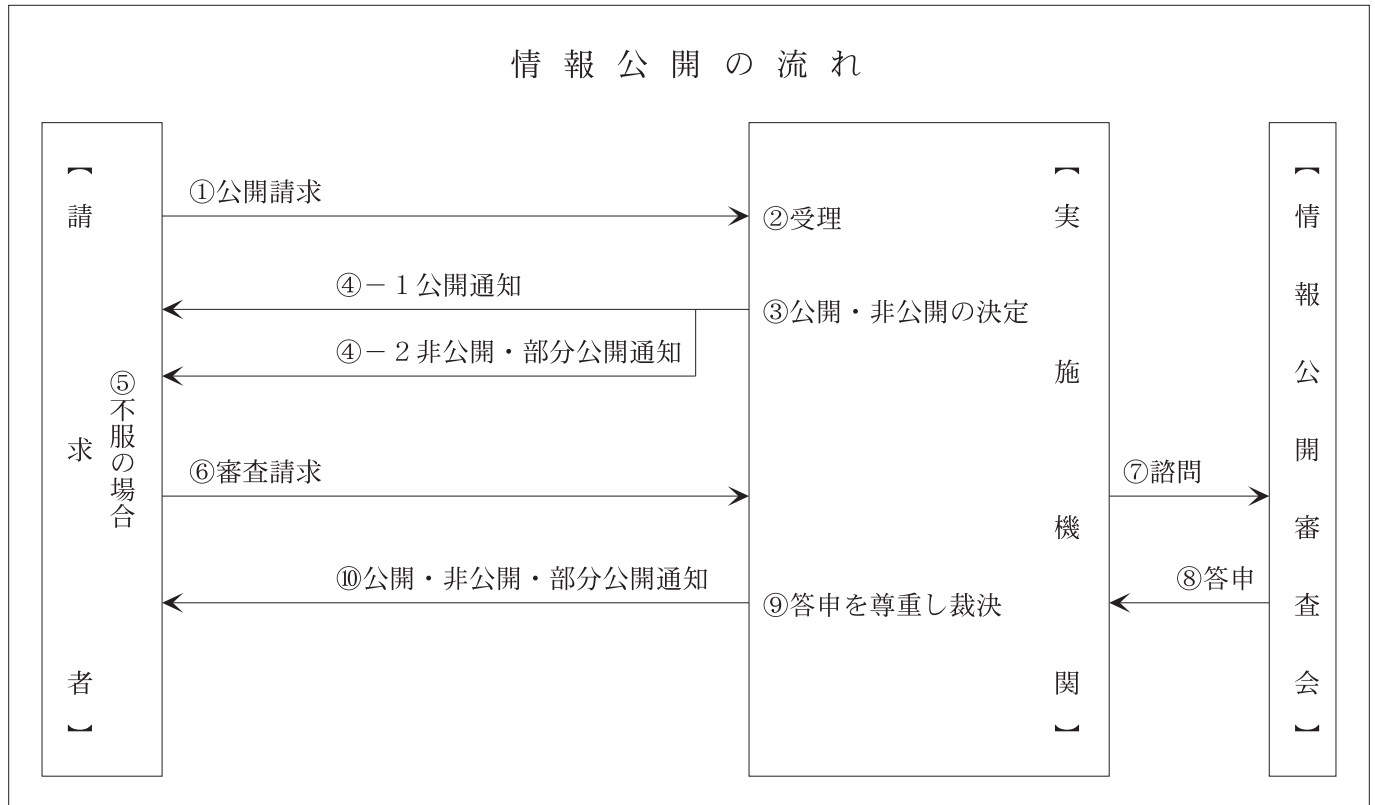 情報公開の流れ
【請求者】
①公開請求
②受理
④－１公開通知
③公開・非公開の決定
④－２非公開・部分公開通知
⑤不服の場合
⑥審査請求
⑦諮問
⑧答申
⑨答申を尊重し裁決
⑩公開・非公開・部分公開通知
【実施機関】
【情報公開審査会】